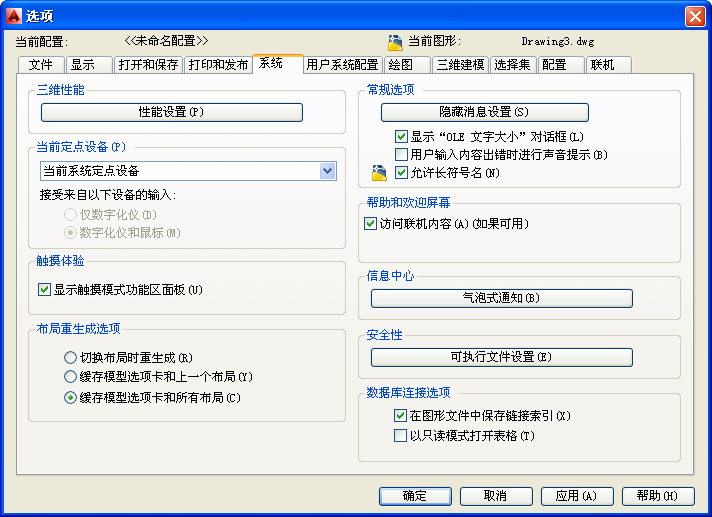 选项
当前配置: <<未命名配置>> 当前图形: Drawing3.dwg
文件 显示 打开和保存 打印和发布 系统 用户系统配置 绘图 三维建模 选择集 配置 联机
三维性能
性能设置(P)
当前定点设备(P)
当前系统定点设备
接受来自以下设备的输入:
仅数字化仪(D)
数字化仪和鼠标(M)
触摸体验
显示触摸模式功能区面板(U)
布局重生成选项
切换布局时重生成(R)
缓存模型选项卡和上一个布局(Y)
缓存模型选项卡和所有布局(C)
常规选项
隐藏消息设置(S)
显示“OLE 文字大小”对话框(L)
用户输入内容出错时进行声音提示(B)
允许长符号名(N)
帮助和欢迎屏幕
访问联机内容(A)(如果可用)
信息中心
气泡式通知(B)
安全性
可执行文件设置(E)
数据库连接选项
在图形文件中保存链接索引(X)
以只读模式打开表格(T)
确定 取消 应用(A) 帮助(H)